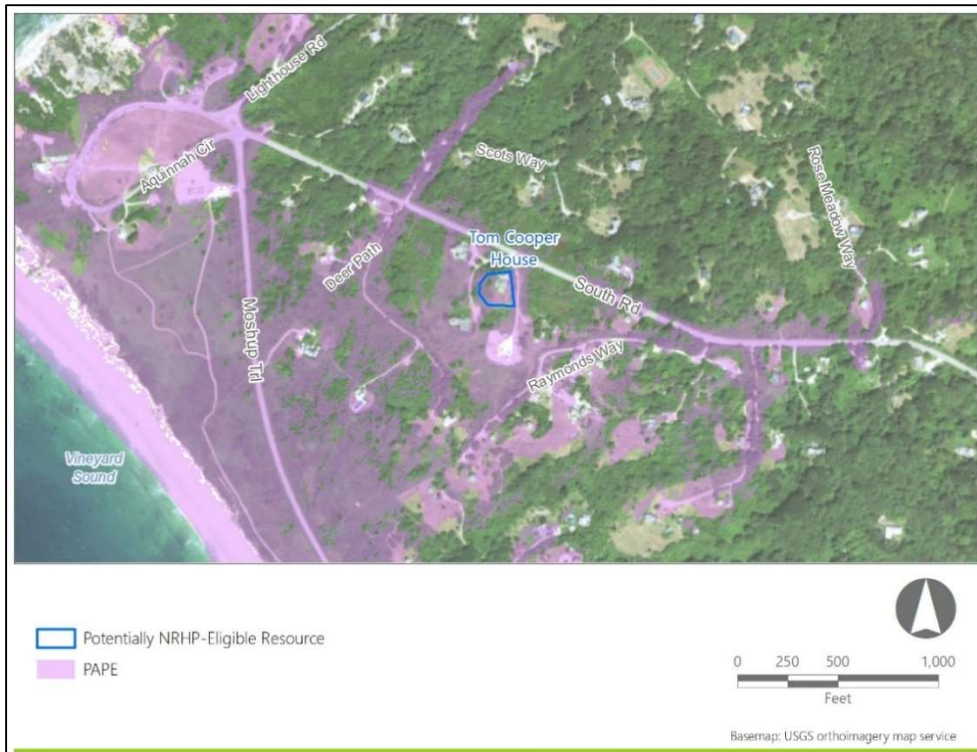 Lighthouse Rd
Aquinnah Cir
Scots Way
Rose Meadow Way
Tom Cooper
House
Deer Path
South Rd
Moshup Trl
Raymonds Way
Vineyard
Sound
Potentially NRHP-Eligible Resource
PAPE
0 250 500 1,000
Feet
Basemap: USGS orthoimagery map service